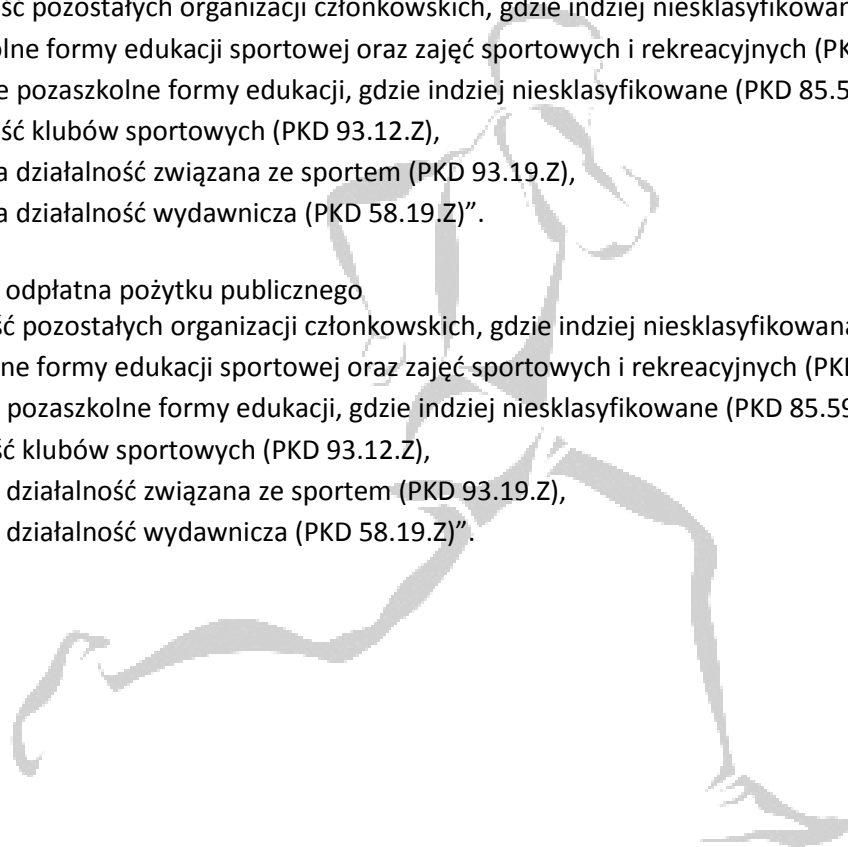 ść pozostałych organizacji członkowskich, gdzie indziej niesklasyfikowan
olne formy edukacji sportowej oraz zajęć sportowych i rekreacyjnych (PK
e pozaszkolne formy edukacji, gdzie indziej niesklasyfikowane (PKD 85.5
ść klubów sportowych (PKD 93.12.Z),
a działalność związana ze sportem (PKD 93.19.Z),
a działalność wydawnicza (PKD 58.19.Z)”.
odpłatna pożytku publicznego
ść pozostałych organizacji członkowskich, gdzie indziej niesklasyfikowana
ne formy edukacji sportowej oraz zajęć sportowych i rekreacyjnych (PKD
pozaszkolne formy edukacji, gdzie indziej niesklasyfikowane (PKD 85.59
ść klubów sportowych (PKD 93.12.Z),
działalność związana ze sportem (PKD 93.19.Z),
działalność wydawnicza (PKD 58.19.Z)”.